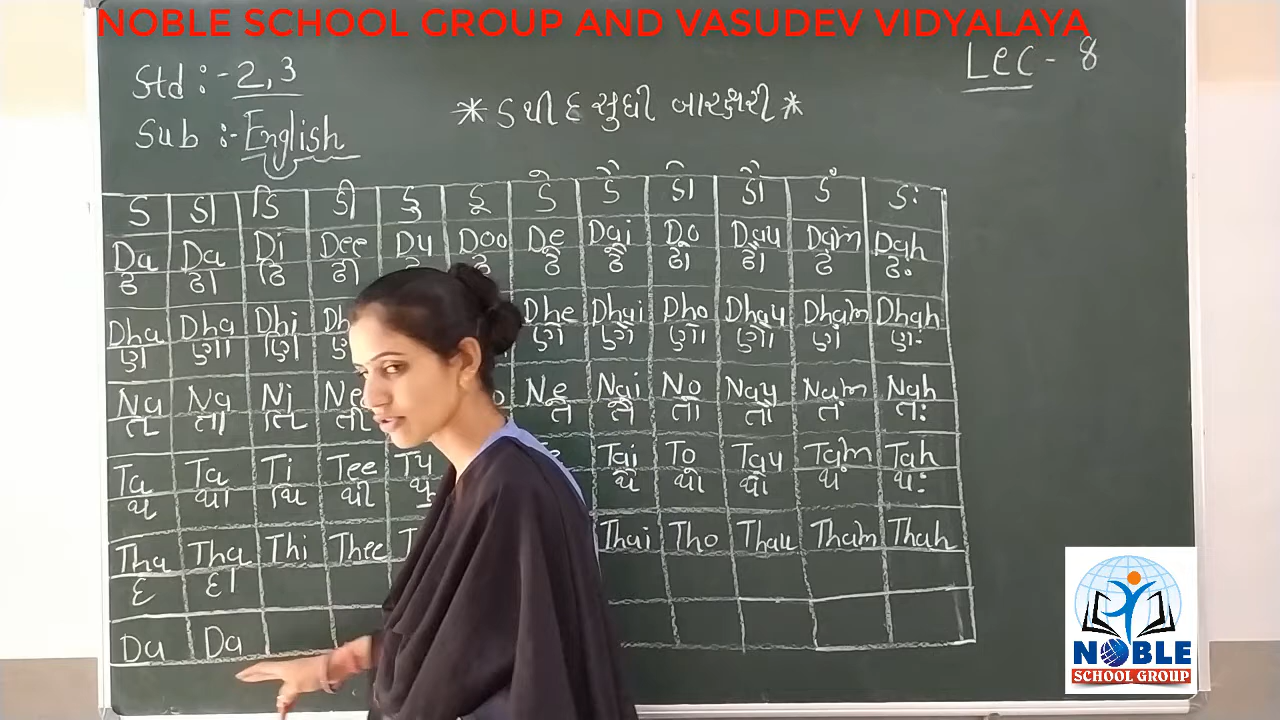 NOBLE SCHOOL GROUP AND VASUDEV VIDYALAYA
Std :- 2, 3
Lec - 8
* ડ થી દ સુધી બારક્ષરી *
Sub :- English
ડ ડા ડિ ડી ડુ ડૂ ડે ડૈ ડો ડૌ ડં ડઃ
Da Da Di Dee Du Doo De Dai Do Dau Dam Dah
ઢ ઢા ઢિ ઢી ઢે ઢૈ ઢો ઢૌ ઢં ઢઃ
Dha Dha Dhi Dhe Dhai Dho Dhau Dham Dhah
ણ ણા ણિ ણે ણૈ ણો ણૌ ણં ણઃ
Na Na Ni Ne Nai No Nau Nam Nah
ત તા તિ તી તે તૈ તો તૌ તં તઃ
Ta Ta Ti Tee Tu Tai To Tau Tam Tah
થ થા થિ થી થુ થૈ થો થૌ થં થઃ
Tha Tha Thi Thee Thai Tho Thau Tham Thah
દ દા
Da Da
NOBLE
SCHOOL GROUP